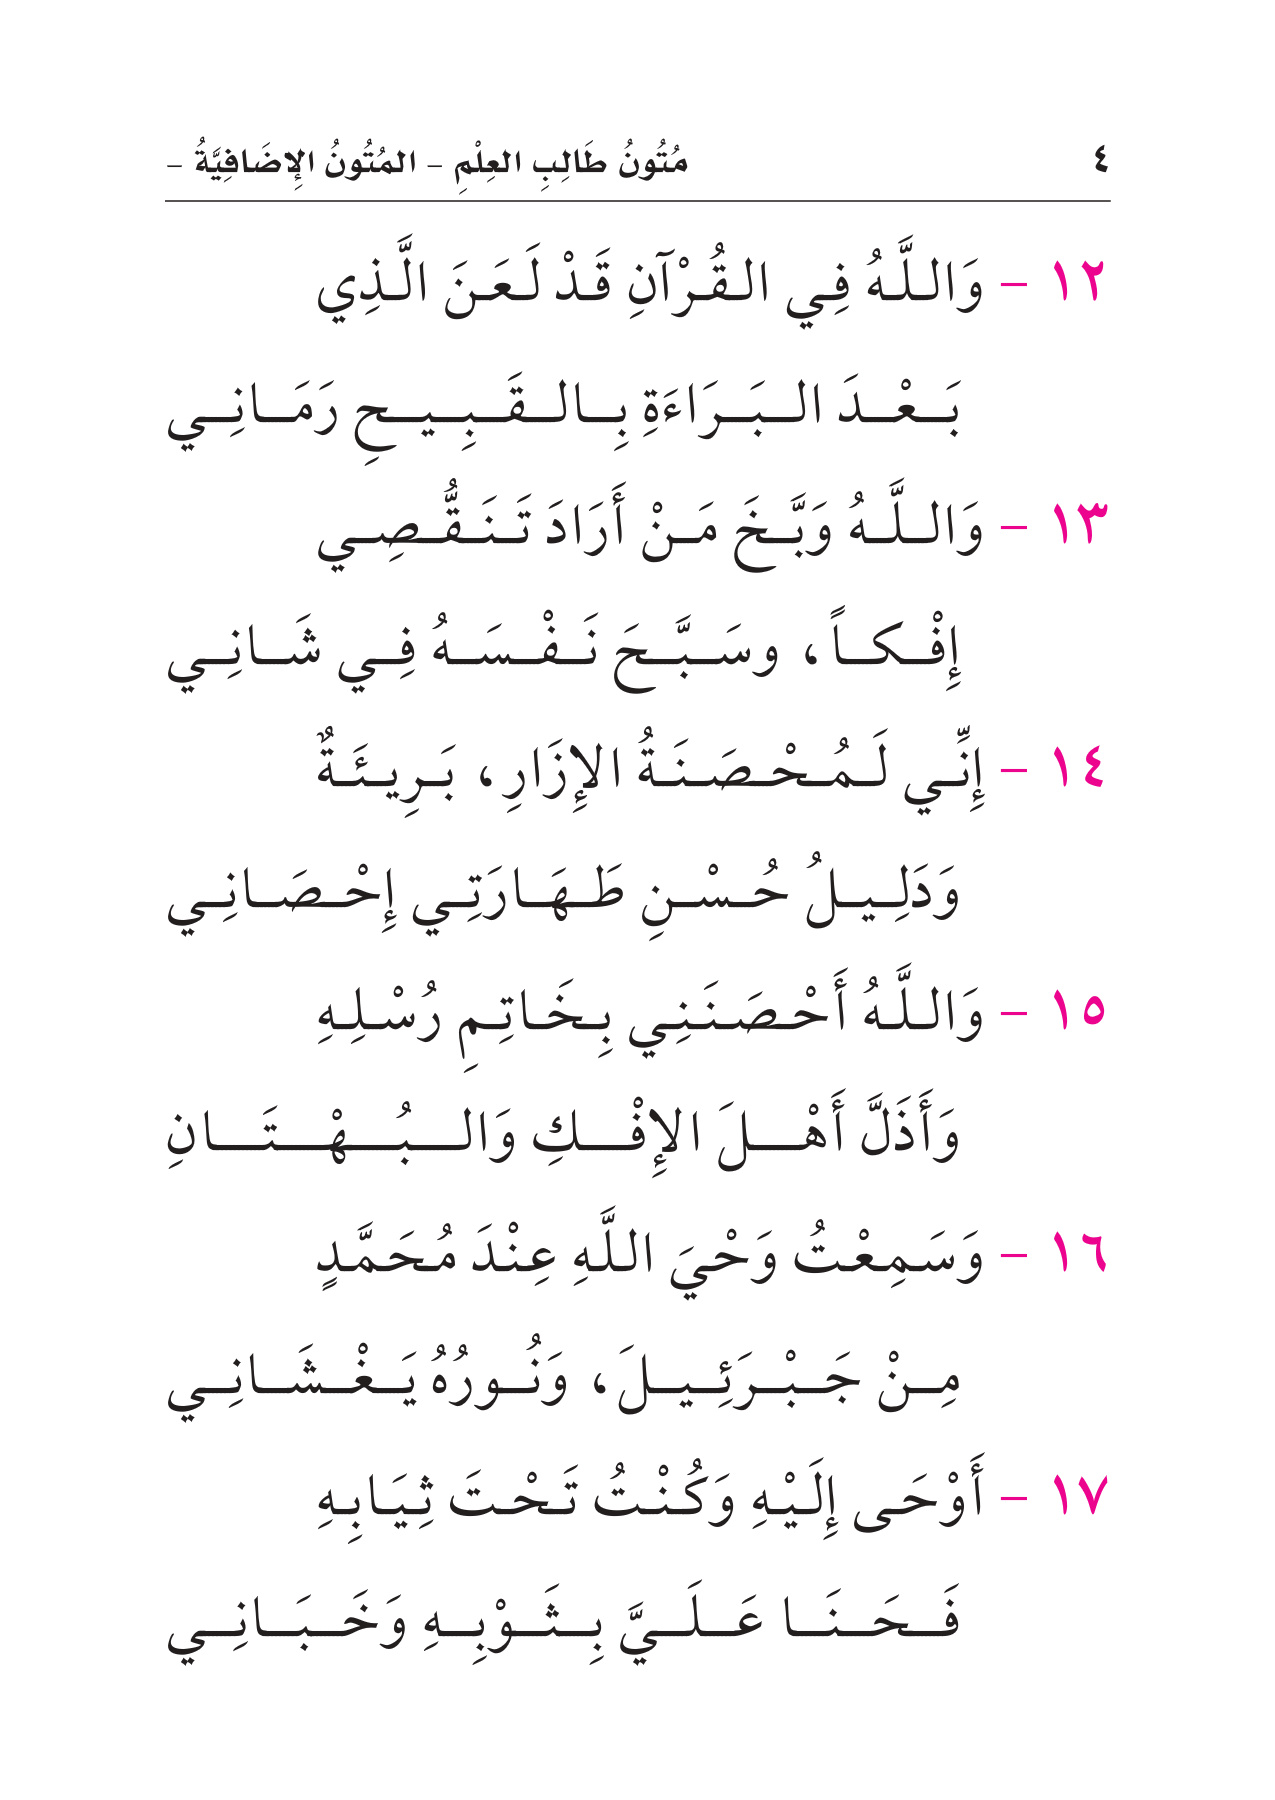 ٤ مُتُونُ طَالِبِ العِلْمِ – المُتُونُ الإِضَافِيَّةُ –
١٢ – وَاللَّهُ فِي القُرْآنِ قَدْ لَعَنَ الَّذِي
بَعْدَ البَرَاءَةِ بِالقَبِيحِ رَمَانِي
١٣ – وَاللَّهُ وَبَّخَ مَنْ أَرَادَ تَنَقُّصِي
إِفْكاً، وسَبَّحَ نَفْسَهُ فِي شَانِي
١٤ – إِنِّي لَمُحْصَنَةُ الإِزَارِ، بَرِيئَةٌ
وَدَلِيلُ حُسْنِ طَهَارَتِي إِحْصَانِي
١٥ – وَاللَّهُ أَحْصَنَنِي بِخَاتِمِ رُسْلِهِ
وَأَذَلَّ أَهْلَ الإِفْكِ وَالبُهْتَانِ
١٦ – وَسَمِعْتُ وَحْيَ اللَّهِ عِنْدَ مُحَمَّدٍ
مِنْ جَبْرَئِيلَ، وَنُورُهُ يَغْشَانِي
١٧ – أَوْحَى إِلَيْهِ وَكُنْتُ تَحْتَ ثِيَابِهِ
فَحَنَا عَلَيَّ بِثَوْبِهِ وَخَبَانِي